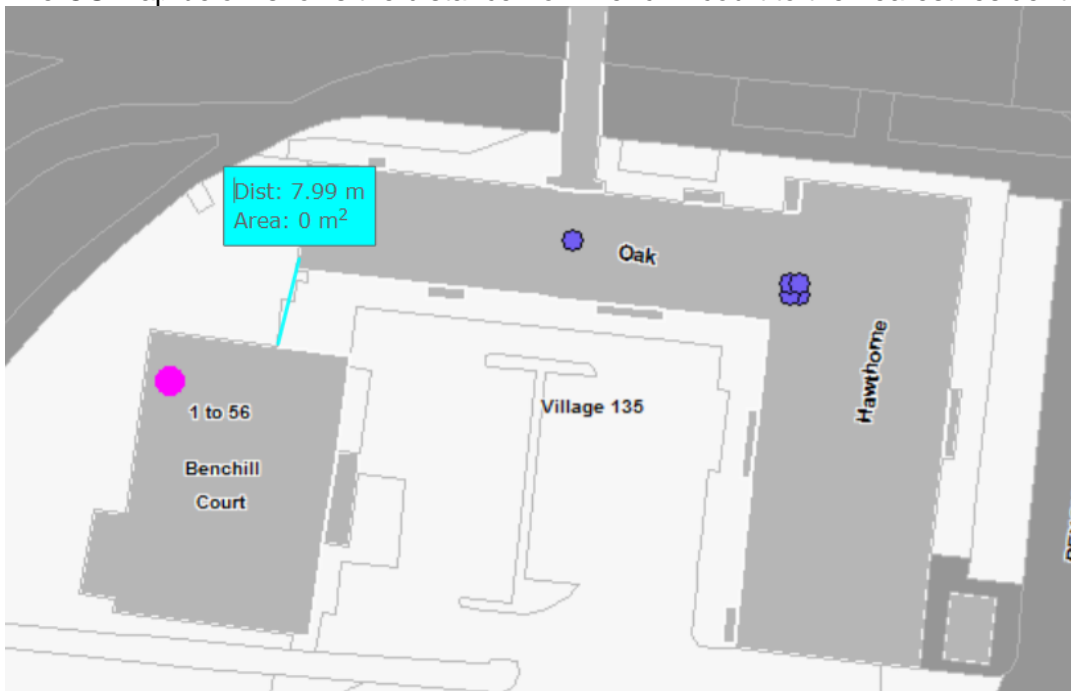 Dist: 7.99 m
Area: 0 m²
Oak
Hawthorne
Village 135
1 to 56
Benchill
Court